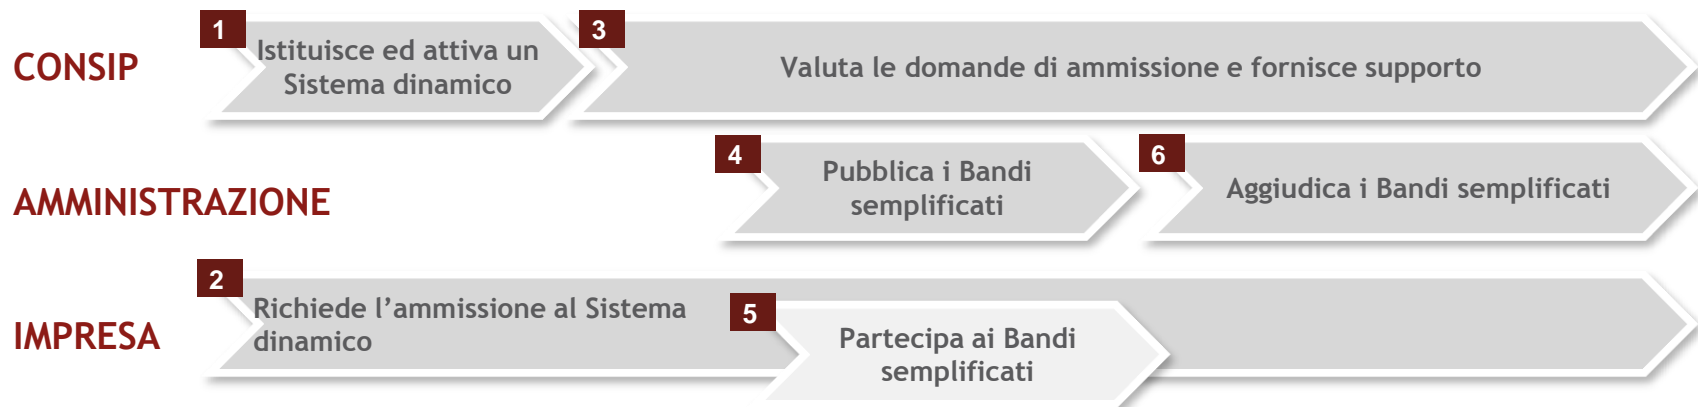 CONSIP
1
Istituisce ed attiva un
Sistema dinamico
3
Valuta le domande di ammissione e fornisce supporto
AMMINISTRAZIONE
4
Pubblica i Bandi
semplificati
6
Aggiudica i Bandi semplificati
IMPRESA
2
Richiede l’ammissione al Sistema
dinamico
5
Partecipa ai Bandi
semplificati